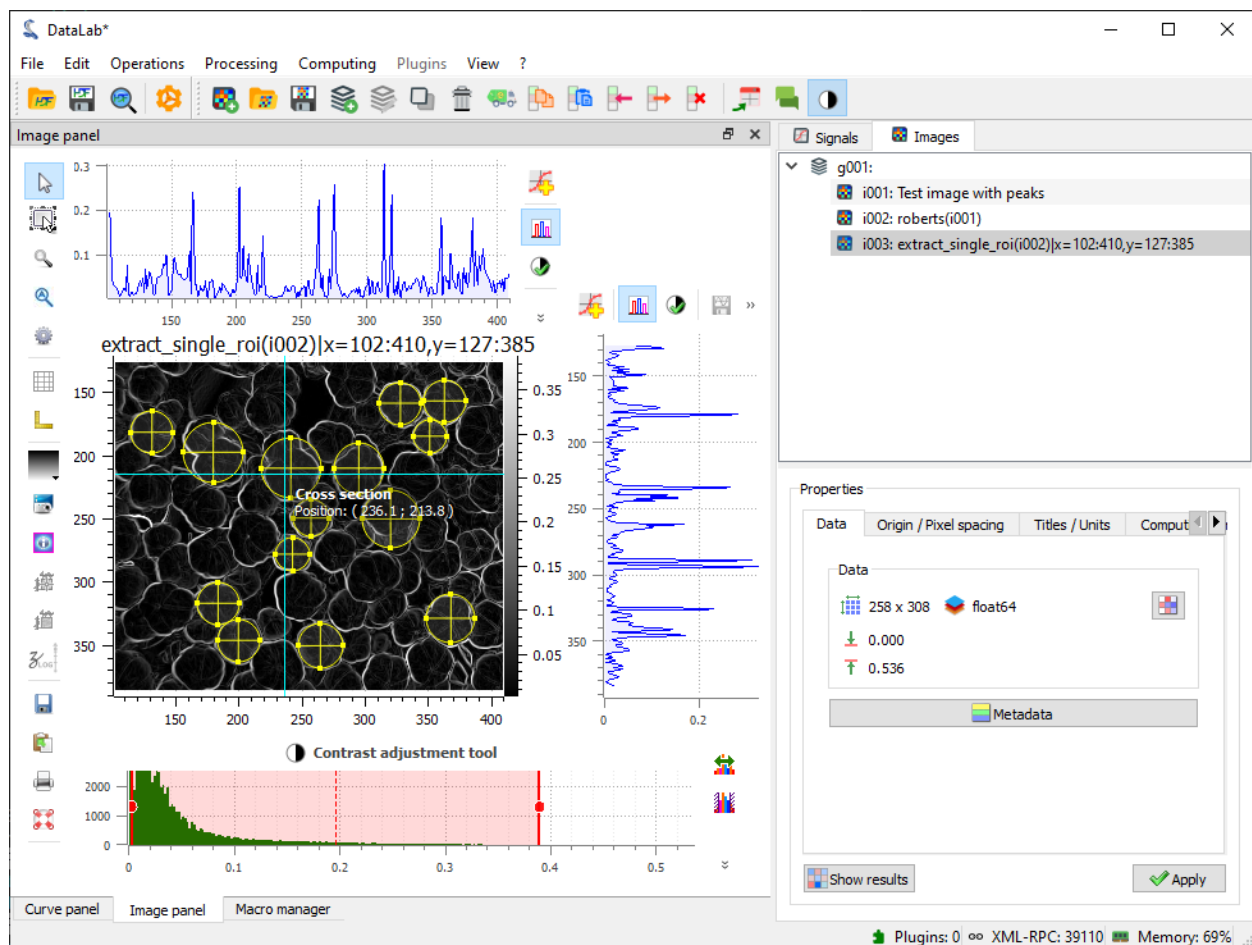 DataLab*
File Edit Operations Processing Computing Plugins View ?
Image panel
0.3
0.2
0.1
150 200 250 300 350 400
extract_single_roi(i002)|x=102:410,y=127:385
150
200
250
300
350
150 200 250 300 350 400
0.35
0.3
0.25
0.2
0.15
0.1
0.05
Cross section
Position: ( 236.1 ; 213.8 )
»
150
200
250
300
350
0 0.2
Contrast adjustment tool
2000
1000
0
0 0.1 0.2 0.3 0.4 0.5
Curve panel Image panel Macro manager
Signals Images
g001:
i001: Test image with peaks
i002: roberts(i001)
i003: extract_single_roi(i002)|x=102:410,y=127:385
Properties
Data Origin / Pixel spacing Titles / Units Comput
Data
258 x 308 float64
0.000
0.536
Metadata
Show results Apply
Plugins: 0 XML-RPC: 39110 Memory: 69%